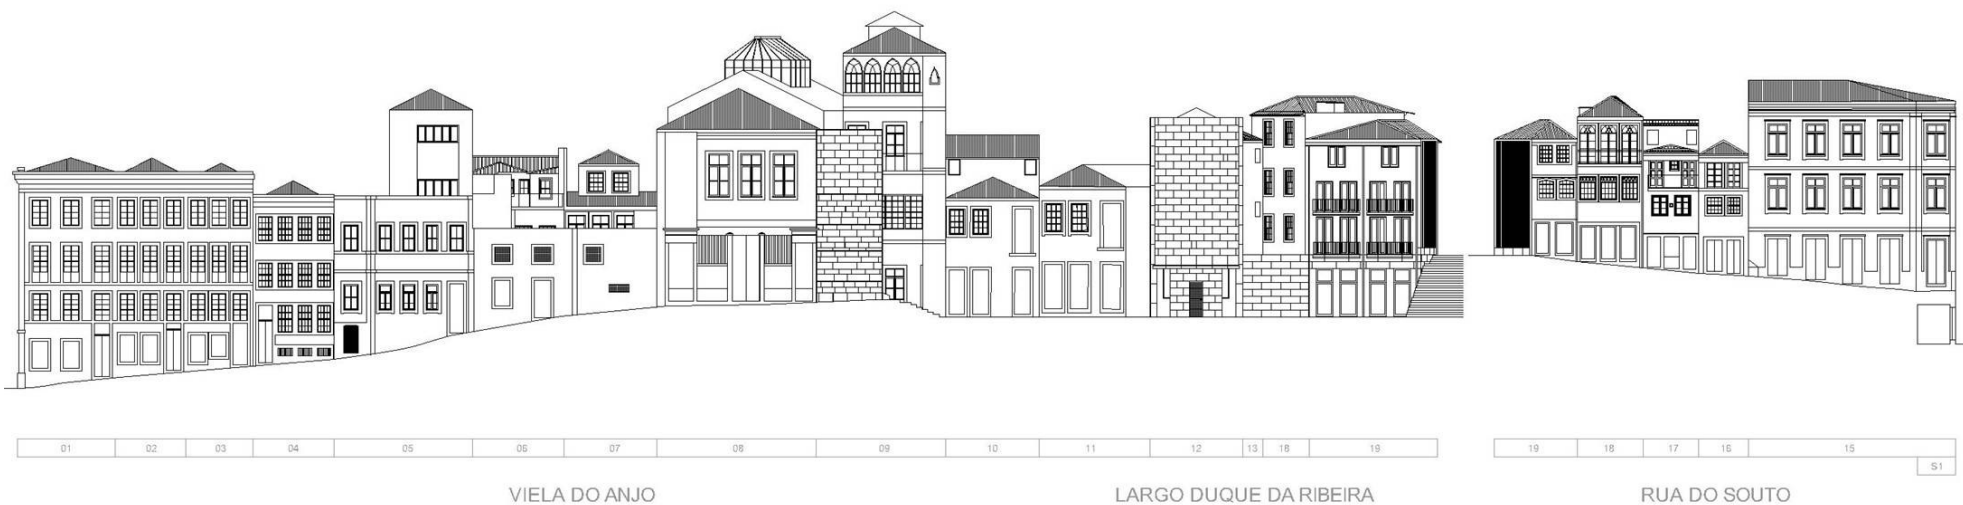 01 02 03 04 05 06 07 08 09 10 11 12 13 18 19 19 18 17 16 15
S1
VIELA DO ANJO LARGO DUQUE DA RIBEIRA RUA DO SOUTO